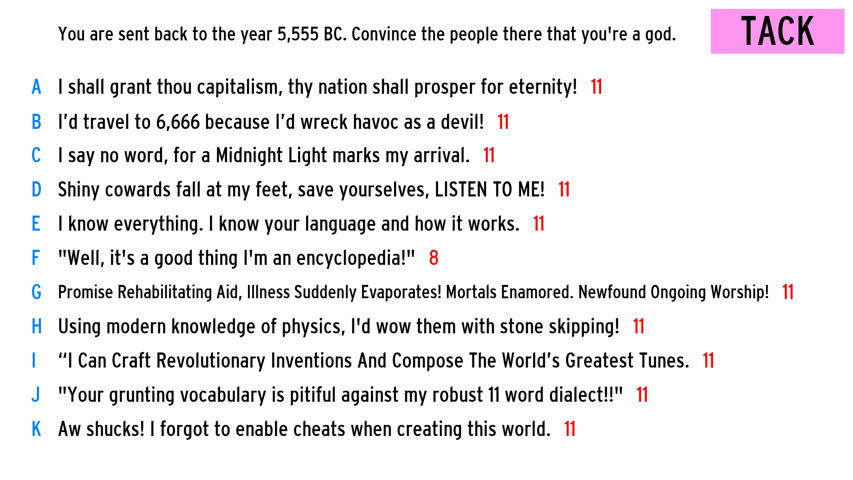 You are sent back to the year 5,555 BC. Convince the people there that you're a god.
TACK
A I shall grant thou capitalism, thy nation shall prosper for eternity! 11
B I’d travel to 6,666 because I’d wreck havoc as a devil! 11
C I say no word, for a Midnight Light marks my arrival. 11
D Shiny cowards fall at my feet, save yourselves, LISTEN TO ME! 11
E I know everything. I know your language and how it works. 11
F "Well, it's a good thing I'm an encyclopedia!" 8
G Promise Rehabilitating Aid, Illness Suddenly Evaporates! Mortals Enamored. Newfound Ongoing Worship! 11
H Using modern knowledge of physics, I'd wow them with stone skipping! 11
I “I Can Craft Revolutionary Inventions And Compose The World’s Greatest Tunes. 11
J "Your grunting vocabulary is pitiful against my robust 11 word dialect!!" 11
K Aw shucks! I forgot to enable cheats when creating this world. 11